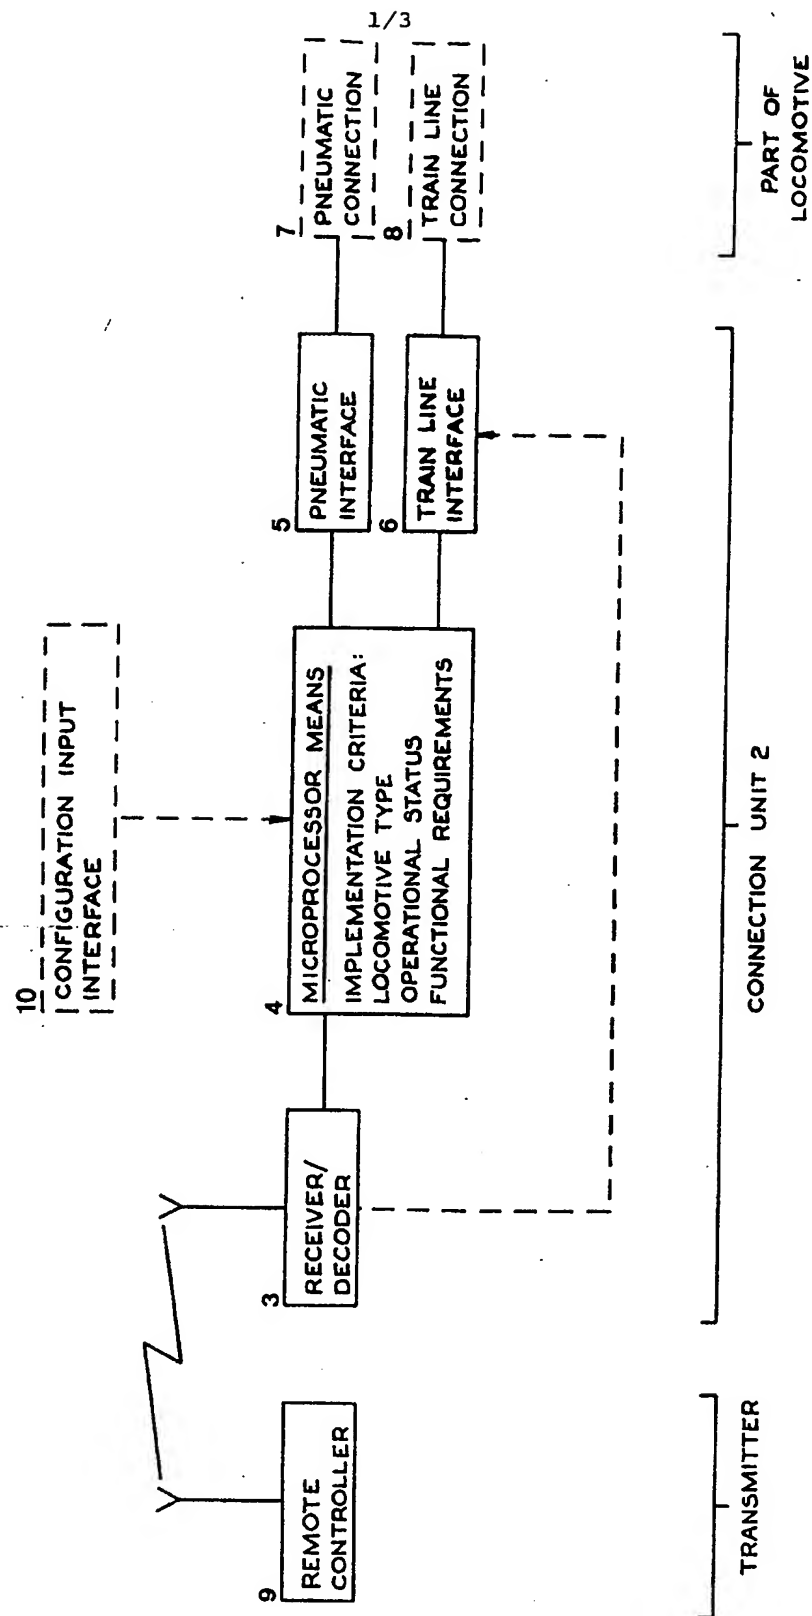 1/3
10
CONFIGURATION INPUT
INTERFACE
9
REMOTE
CONTROLLER
3
RECEIVER/
DECODER
4
MICROPROCESSOR MEANS
IMPLEMENTATION CRITERIA:
LOCOMOTIVE TYPE
OPERATIONAL STATUS
FUNCTIONAL REQUIREMENTS
5
PNEUMATIC
INTERFACE
6
TRAIN LINE
INTERFACE
7
PNEUMATIC
CONNECTION
8
TRAIN LINE
CONNECTION
TRANSMITTER
CONNECTION UNIT 2
PART OF
LOCOMOTIVE